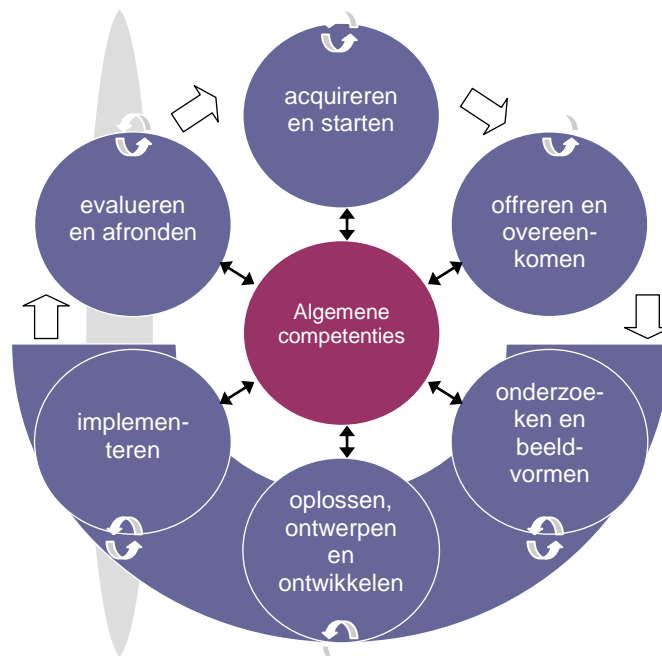 acquireren
en starten
offreren en
overeen-
komen
onderzoe-
ken en
beeld-
vormen
oplossen,
ontwerpen
en
ontwikkelen
implemen-
teren
evalueren
en afronden
Algemene
competenties